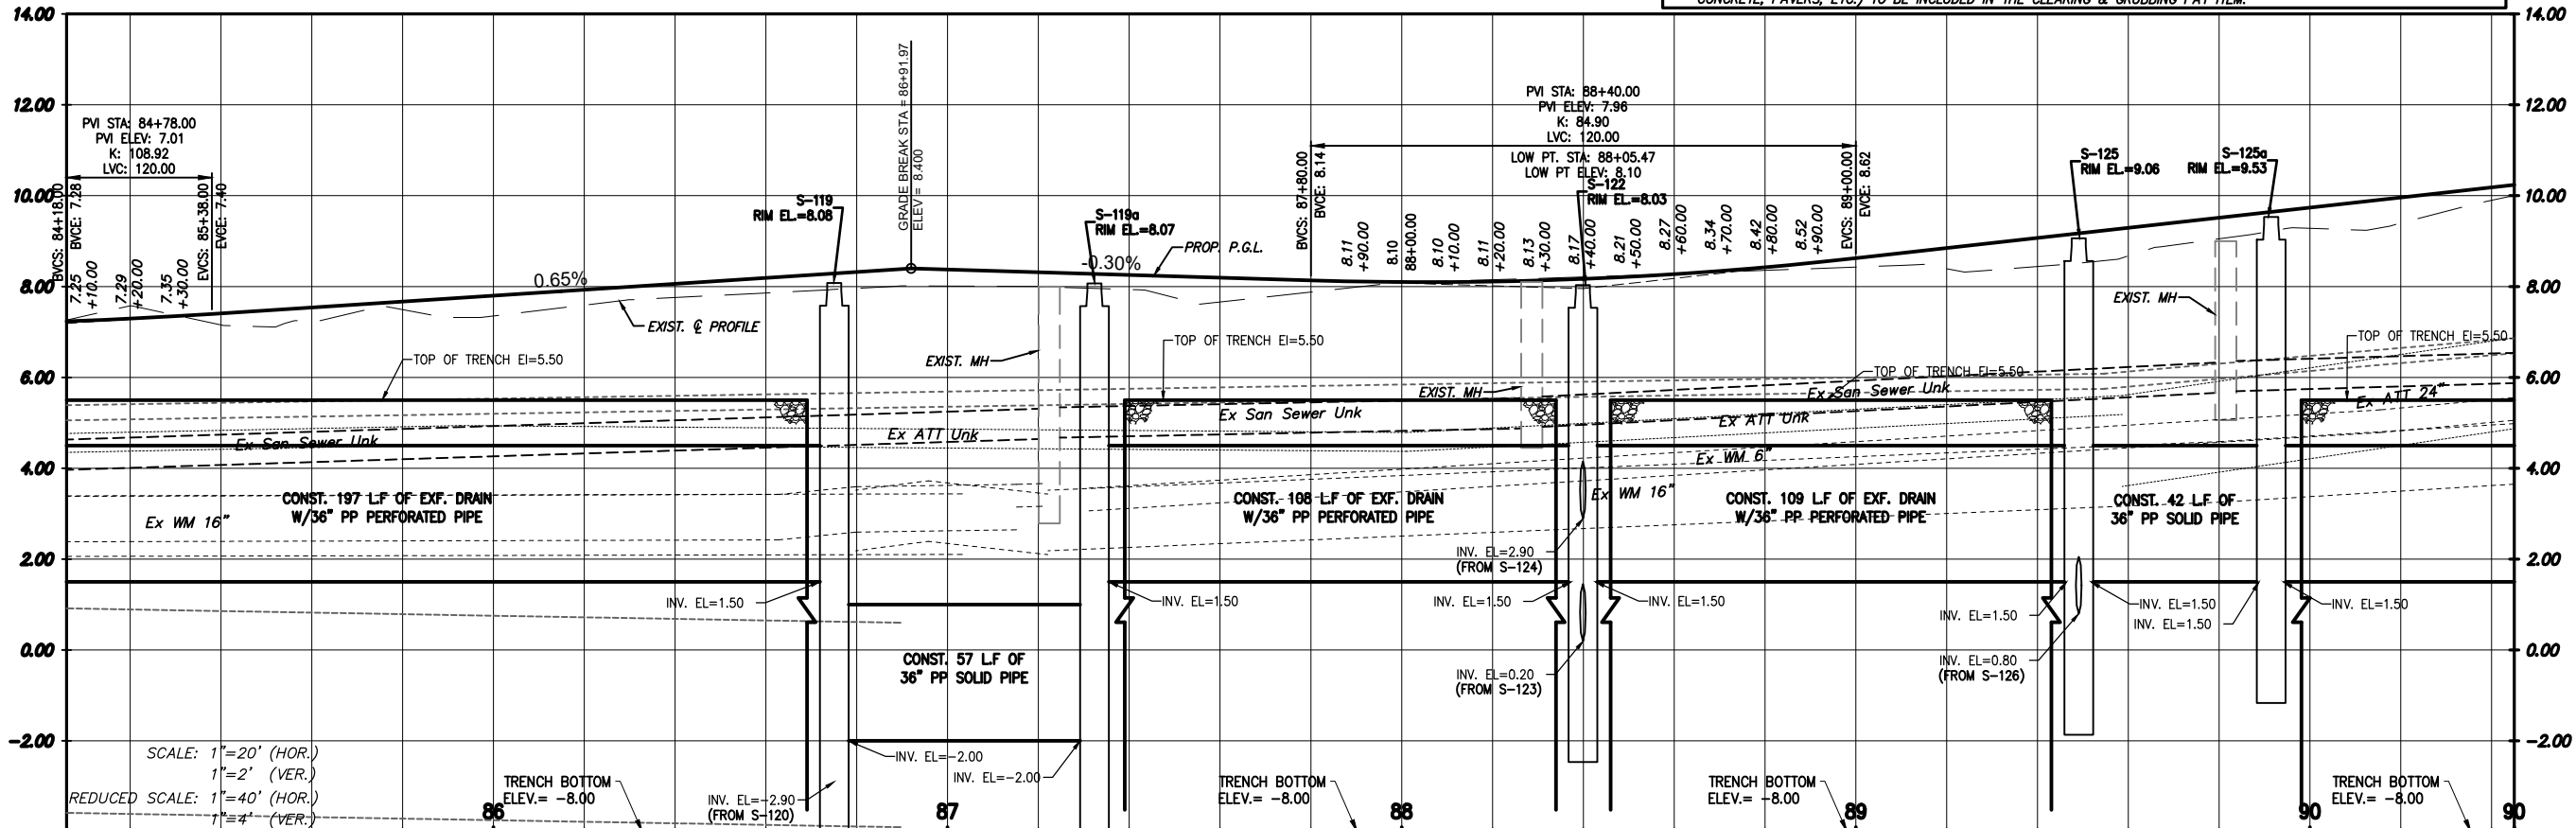 CONCRETE, PAVERS, ETC.) TO BE INCLUDED IN THE CLEARING & GRUBBING PAY ITEM.
14.00
14.00
12.00
12.00
10.00
10.00
8.00
8.00
6.00
6.00
4.00
4.00
2.00
2.00
0.00
0.00
-2.00
-2.00
PVI STA: 84+78.00
PVI ELEV: 7.01
K: 108.92
LVC: 120.00
BVCS: 84+18.00
BVCE: 7.28
EVCS: 85+38.00
EVCE: 7.40
7.25
+10.00
7.29
+20.00
7.35
+30.00
0.65%
EXIST. ℄ PROFILE
S-119
RIM EL.=8.08
GRADE BREAK STA = 86+91.97
ELEV = 8.400
S-119a
RIM EL.=8.07
-0.30%
PROP. P.G.L.
PVI STA: 88+40.00
PVI ELEV: 7.96
K: 84.90
LVC: 120.00
LOW PT. STA: 88+05.47
LOW PT ELEV: 8.10
BVCS: 87+80.00
BVCE: 8.14
EVCS: 89+00.00
EVCE: 8.62
8.11
+90.00
8.10
88+00.00
8.10
+10.00
8.11
+20.00
8.13
+30.00
8.17
+40.00
8.21
+50.00
8.27
+60.00
8.34
+70.00
8.42
+80.00
8.52
+90.00
S-122
RIM EL.=8.03
S-125
RIM EL.=9.06
S-125a
RIM EL.=9.53
EXIST. MH
EXIST. MH
EXIST. MH
TOP OF TRENCH El=5.50
TOP OF TRENCH El=5.50
TOP OF TRENCH El=5.50
TOP OF TRENCH El=5.50
Ex San Sewer Unk
Ex ATT Unk
Ex San Sewer Unk
Ex San Sewer Unk
Ex ATT Unk
Ex ATT 24"
Ex WM 6"
Ex WM 16"
Ex WM 16"
CONST. 197 L.F OF EXF. DRAIN
W/36" PP PERFORATED PIPE
CONST. 108 L.F OF EXF. DRAIN
W/36" PP PERFORATED PIPE
CONST. 109 L.F OF EXF. DRAIN
W/36" PP PERFORATED PIPE
CONST. 42 L.F OF
36" PP SOLID PIPE
INV. EL=2.90
(FROM S-124)
INV. EL=1.50
INV. EL=1.50
INV. EL=1.50
INV. EL=1.50
INV. EL=1.50
INV. EL=1.50
INV. EL=1.50
INV. EL=1.50
CONST. 57 L.F OF
36" PP SOLID PIPE
INV. EL=0.20
(FROM S-123)
INV. EL=0.80
(FROM S-126)
INV. EL=-2.00
INV. EL=-2.00
SCALE: 1"=20' (HOR.)
1"=2' (VER.)
REDUCED SCALE: 1"=40' (HOR.)
1"=4' (VER.)
TRENCH BOTTOM
ELEV.= -8.00
INV. EL=-2.90
(FROM S-120)
TRENCH BOTTOM
ELEV.= -8.00
TRENCH BOTTOM
ELEV.= -8.00
TRENCH BOTTOM
ELEV.= -8.00
86
87
88
89
90
90